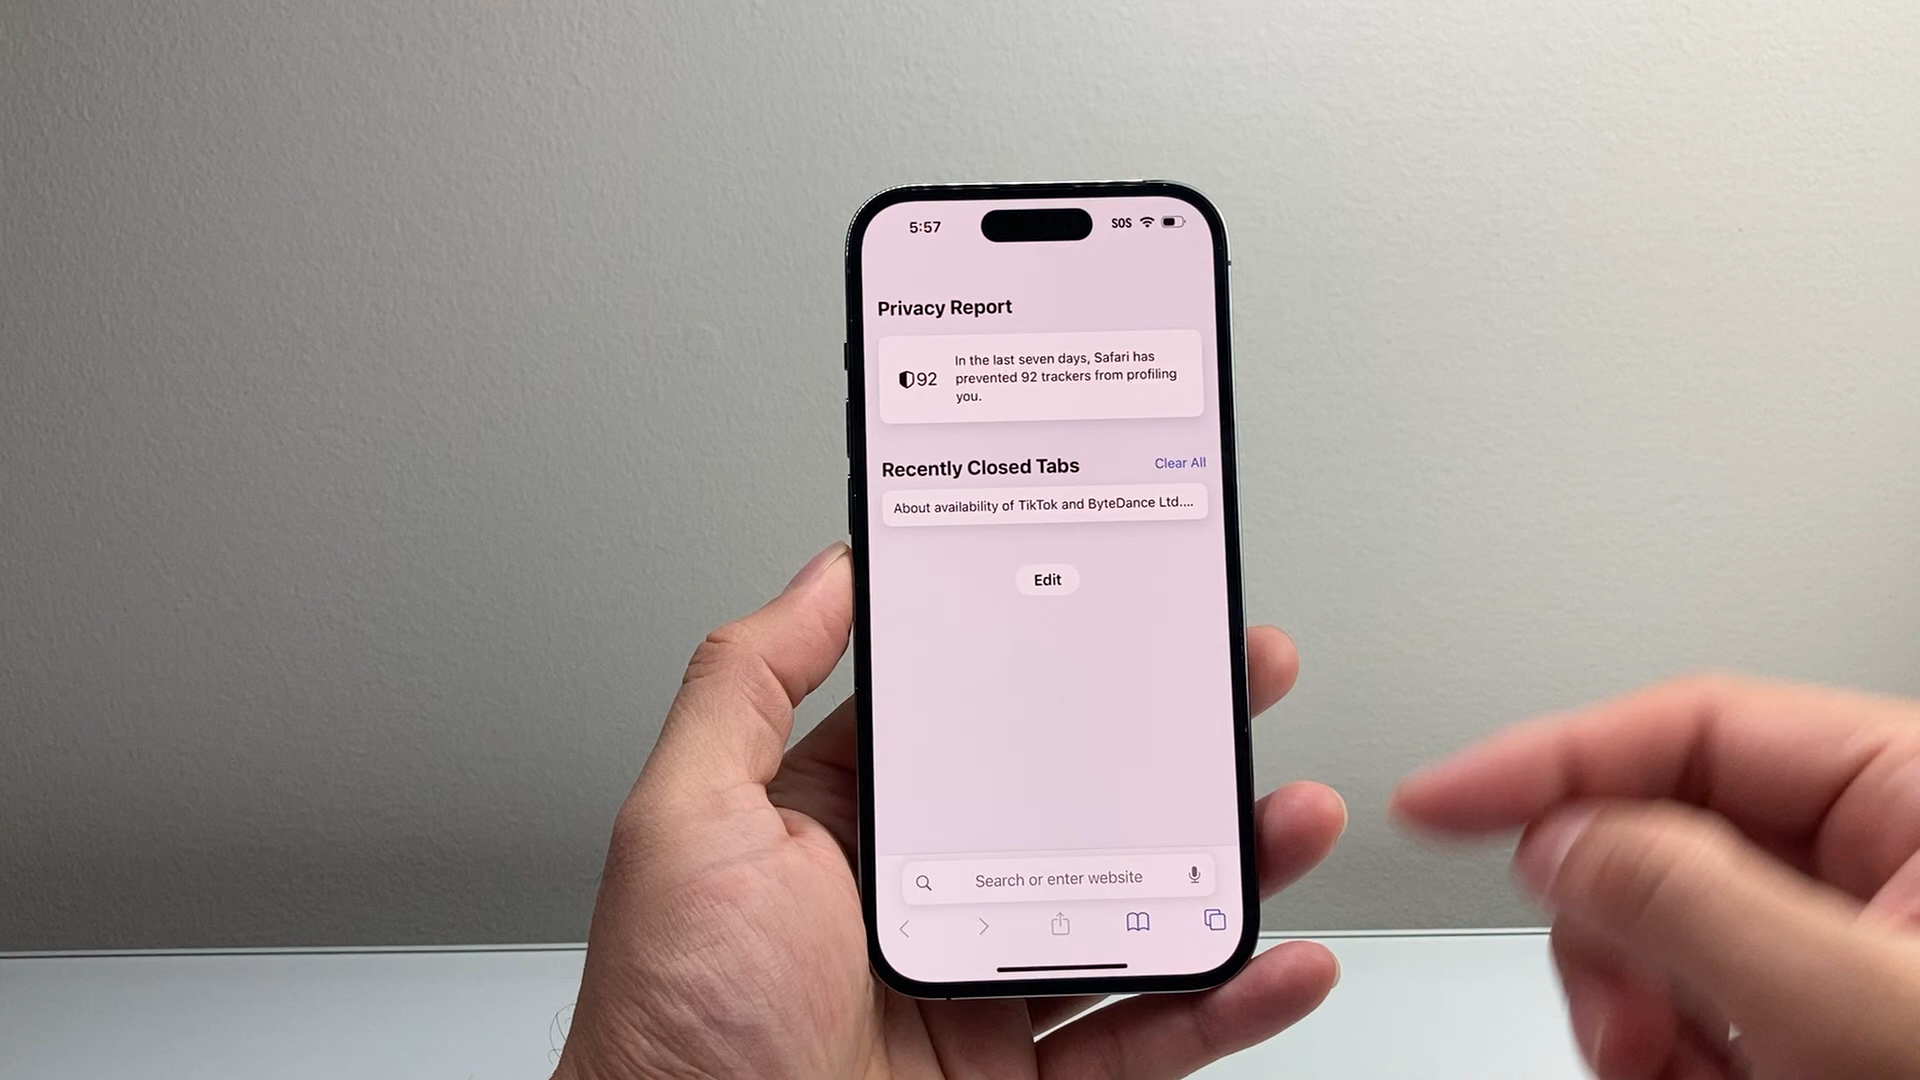 5:57
SOS
Privacy Report
92
In the last seven days, Safari has
prevented 92 trackers from profiling
you.
Recently Closed Tabs
Clear All
About availability of TikTok and ByteDance Ltd....
Edit
Search or enter website